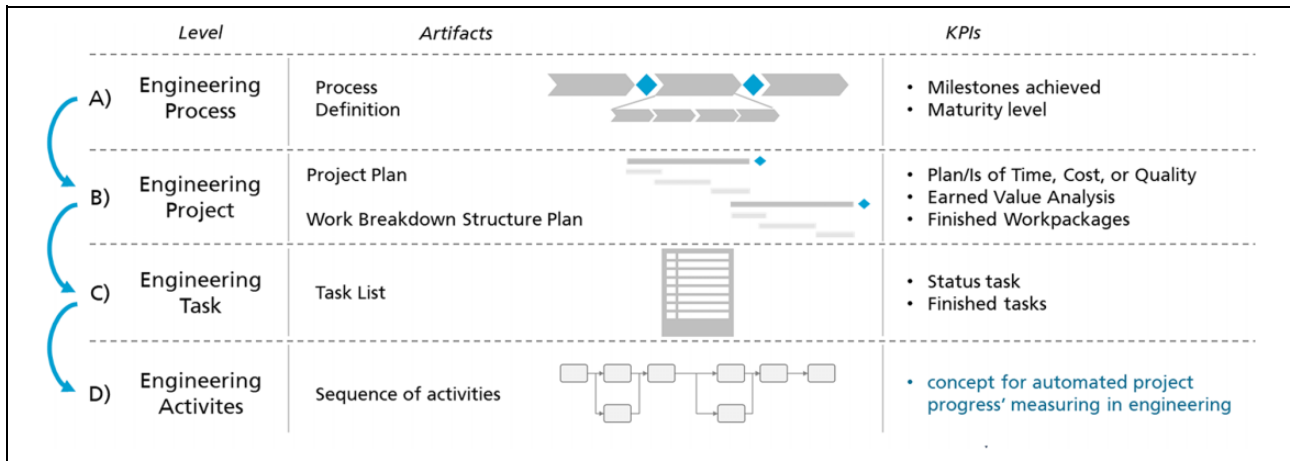 Level Artifacts KPIs
A) Engineering
Process
Process
Definition
• Milestones achieved
• Maturity level
B) Engineering
Project
Project Plan
Work Breakdown Structure Plan
• Plan/Is of Time, Cost, or Quality
• Earned Value Analysis
• Finished Workpackages
C) Engineering
Task
Task List
• Status task
• Finished tasks
D) Engineering
Activites
Sequence of activities
• concept for automated project
progress’ measuring in engineering